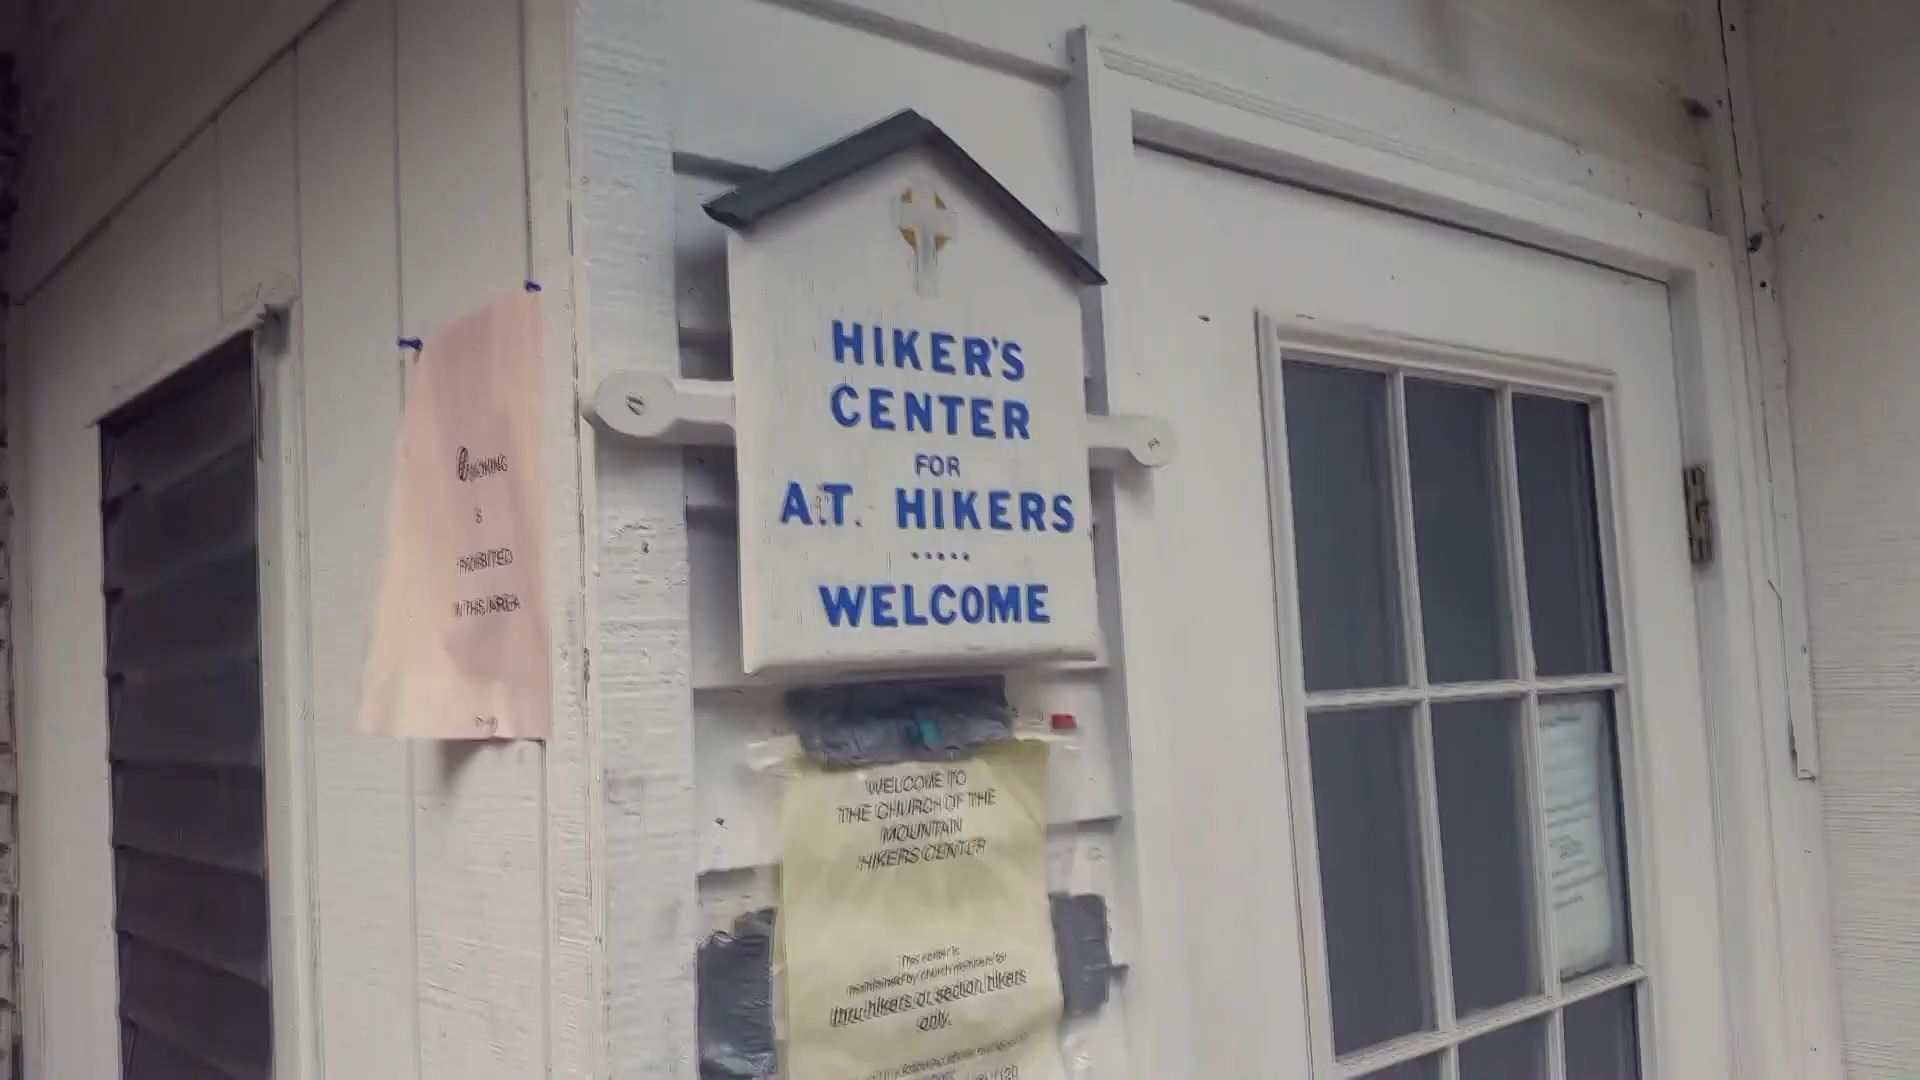 SMOKING
IS
PROHIBITED
IN THIS AREA
HIKER'S
CENTER
FOR
A.T. HIKERS
WELCOME
WELCOME TO
THE CHURCH OF THE
MOUNTAIN
HIKERS CENTER
This center is
maintained by church members for
thru-hikers or section hikers
only.